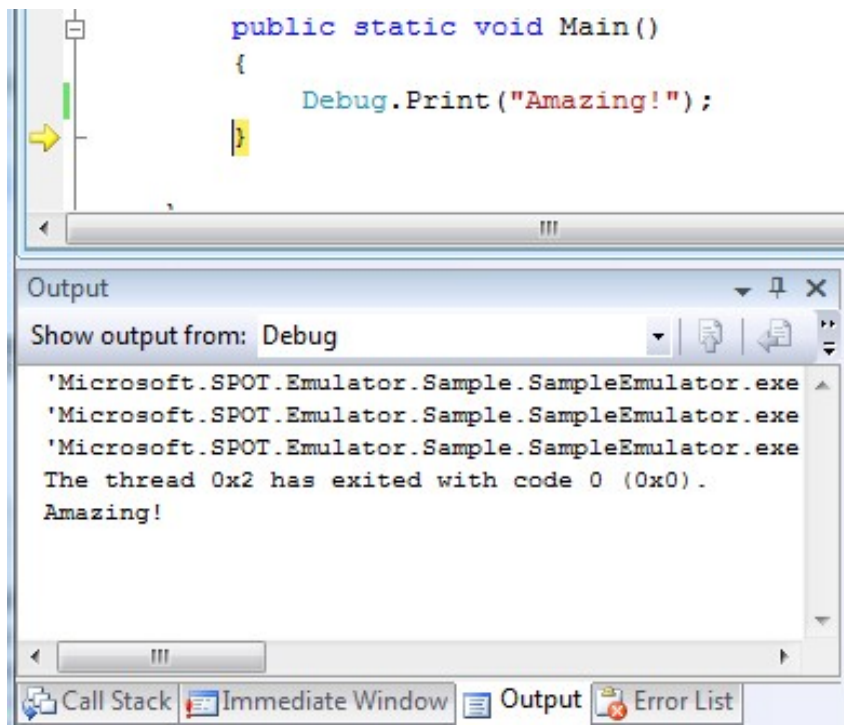 public static void Main()
{
Debug.Print("Amazing!");
}
Output
Show output from: Debug
'Microsoft.SPOT.Emulator.Sample.SampleEmulator.exe
'Microsoft.SPOT.Emulator.Sample.SampleEmulator.exe
'Microsoft.SPOT.Emulator.Sample.SampleEmulator.exe
The thread 0x2 has exited with code 0 (0x0).
Amazing!
Call Stack Immediate Window Output Error List